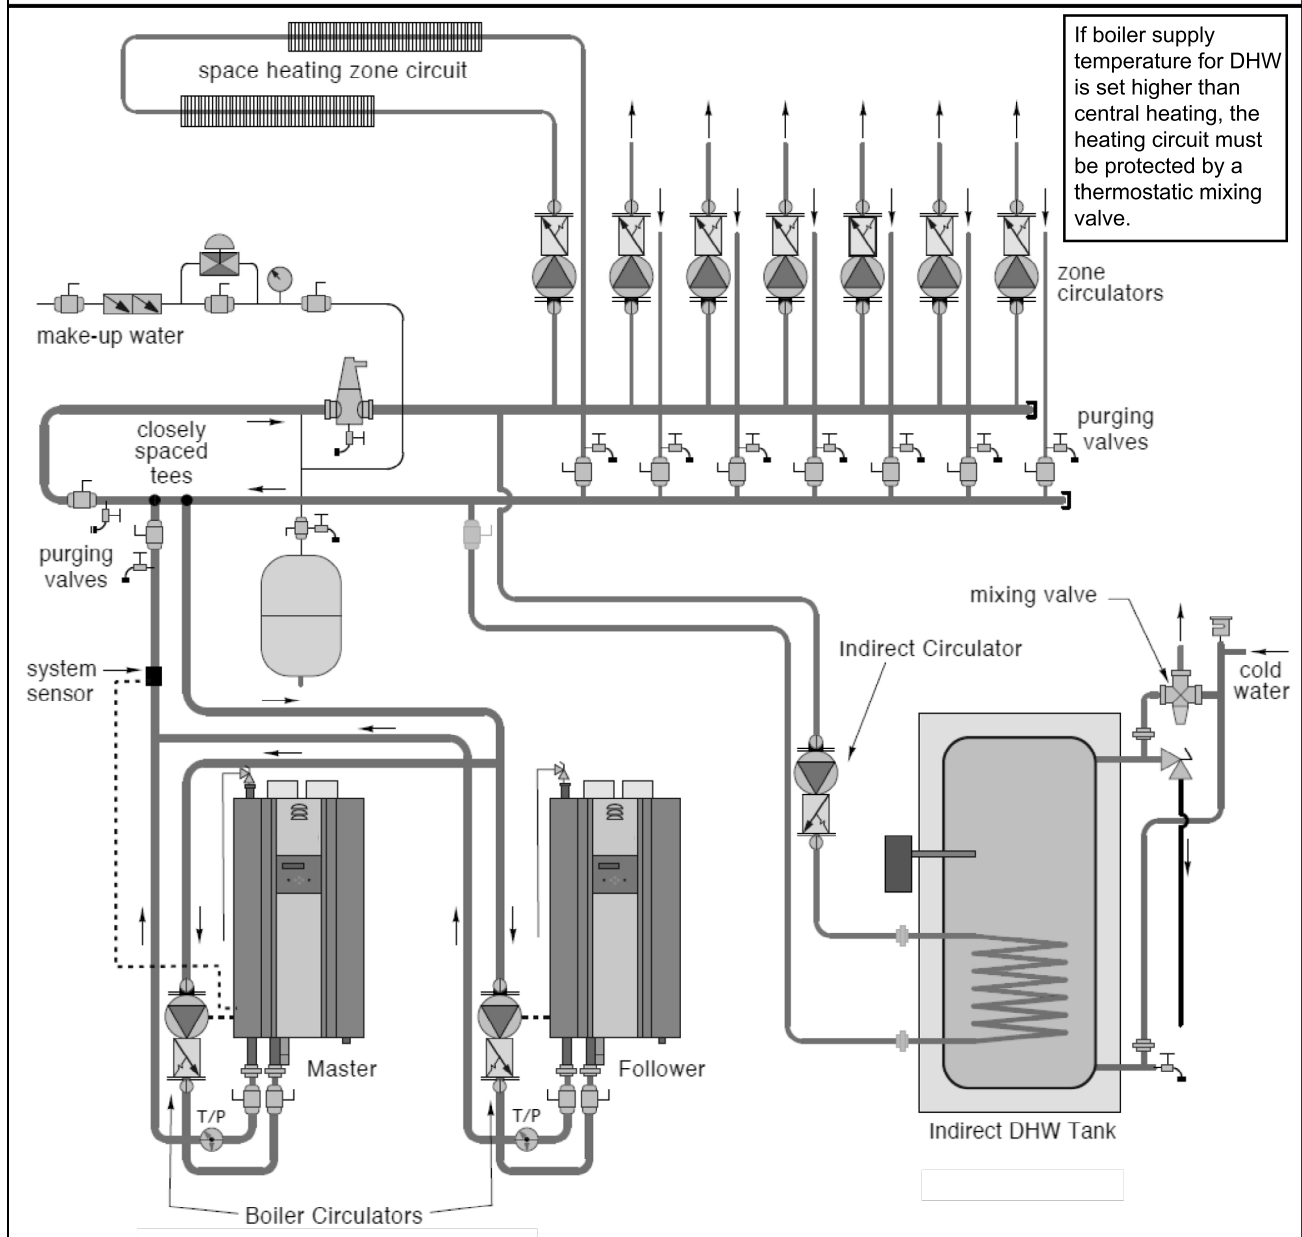 If boiler supply
temperature for DHW
is set higher than
central heating, the
heating circuit must
be protected by a
thermostatic mixing
valve.
space heating zone circuit
zone
circulators
make-up water
closely
spaced
tees
purging
valves
purging
valves
mixing valve
system
sensor
Indirect Circulator
cold
water
Master
Follower
T/P
T/P
Indirect DHW Tank
Boiler Circulators